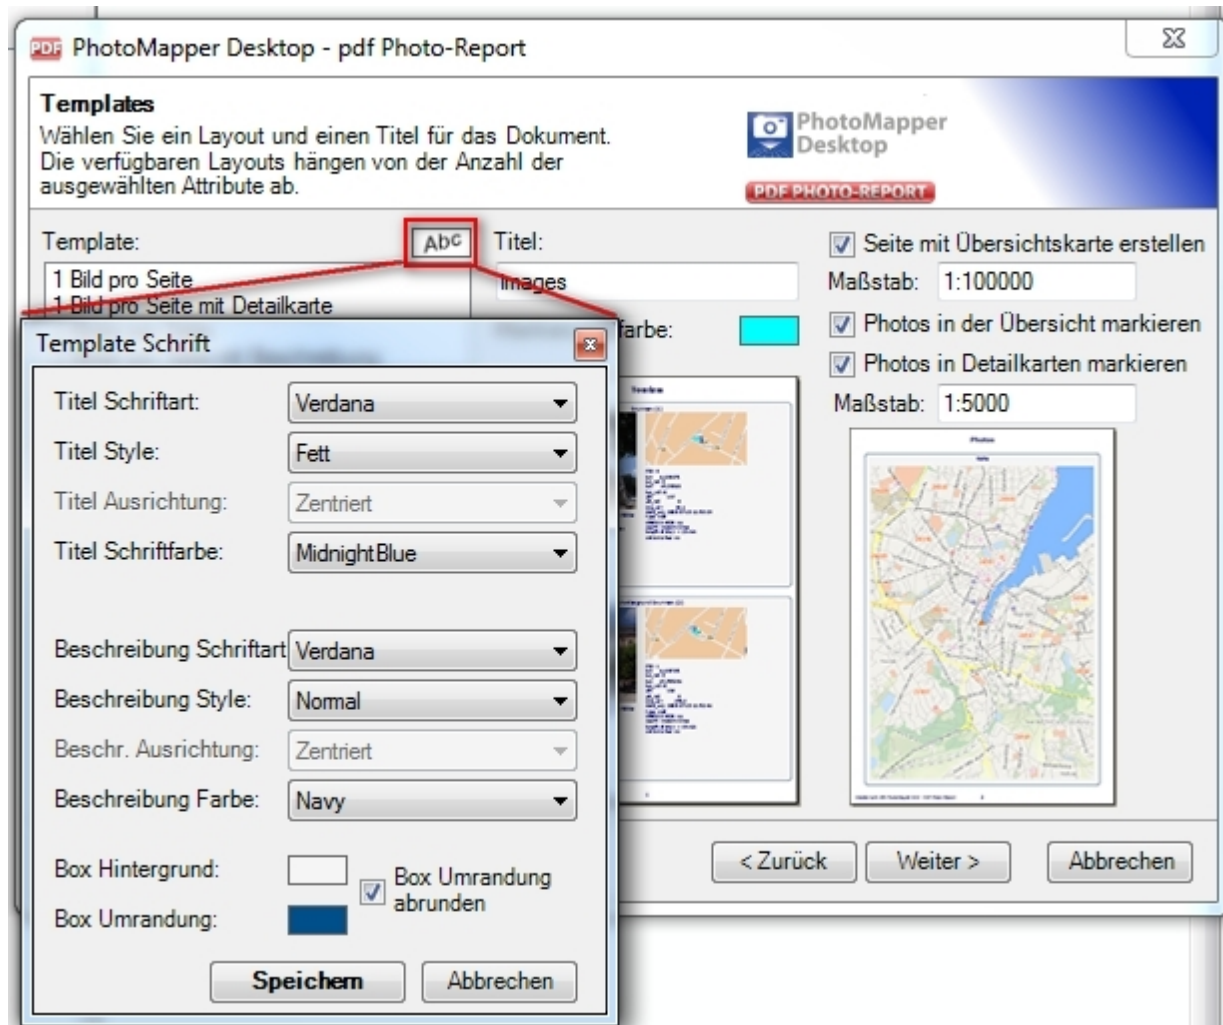 PDF PhotoMapper Desktop - pdf Photo-Report
Templates
Wählen Sie ein Layout und einen Titel für das Dokument.
Die verfügbaren Layouts hängen von der Anzahl der
ausgewählten Attribute ab.
PhotoMapper
Desktop
PDF PHOTO-REPORT
Template:
Abc
1 Bild pro Seite
1 Bild pro Seite mit Detailkarte
Titel:
Images
farbe:
Seite mit Übersichtskarte erstellen
Maßstab: 1:100000
Photos in der Übersicht markieren
Photos in Detailkarten markieren
Maßstab: 1:5000
Photos
Template Schrift
Titel Schriftart: Verdana
Titel Style: Fett
Titel Ausrichtung: Zentriert
Titel Schriftfarbe: MidnightBlue
Beschreibung Schriftart Verdana
Beschreibung Style: Normal
Beschr. Ausrichtung: Zentriert
Beschreibung Farbe: Navy
Box Hintergrund:
Box Umrandung:
Box Umrandung
abrunden
Speichern
Abbrechen
< Zurück
Weiter >
Abbrechen